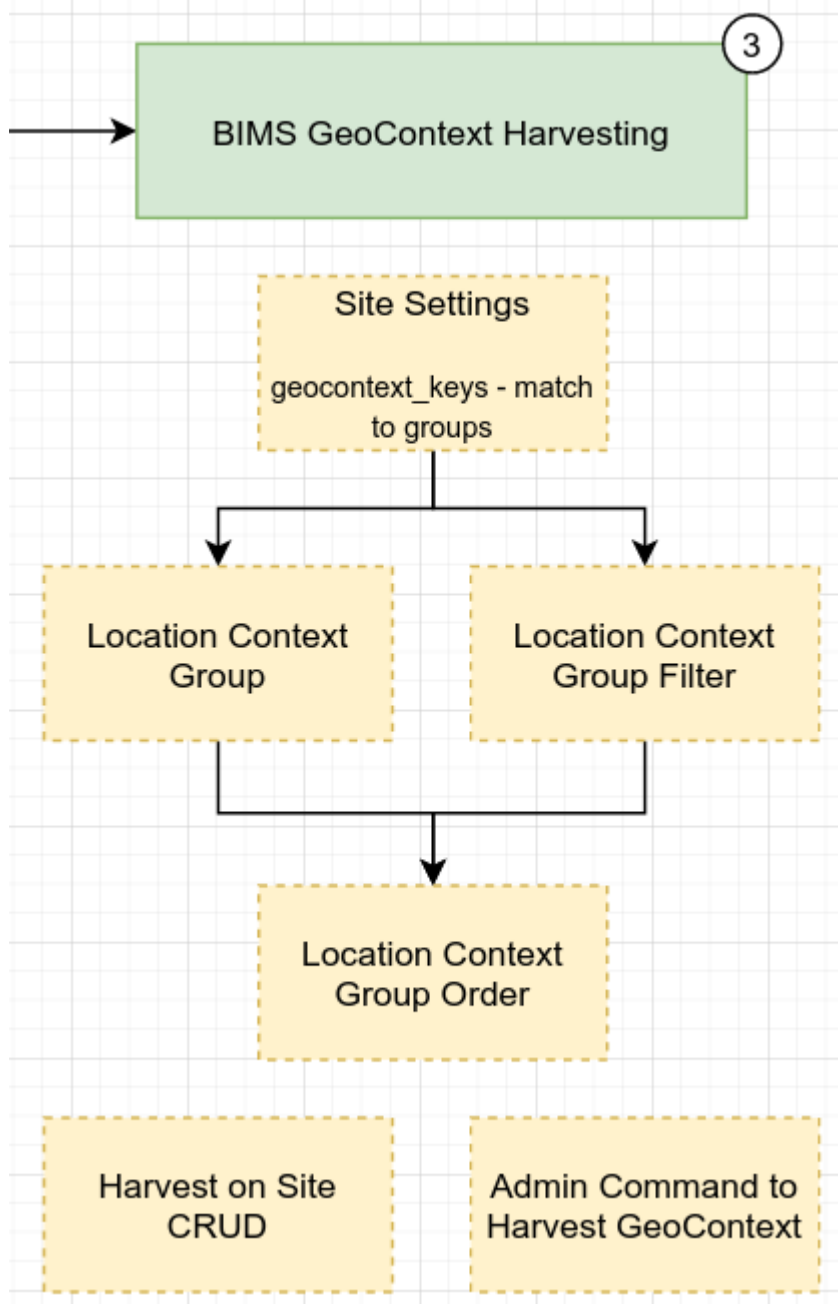 3
BIMS GeoContext Harvesting
Site Settings
geocontext_keys - match
to groups
Location Context
Group
Location Context
Group Filter
Location Context
Group Order
Harvest on Site
CRUD
Admin Command to
Harvest GeoContext